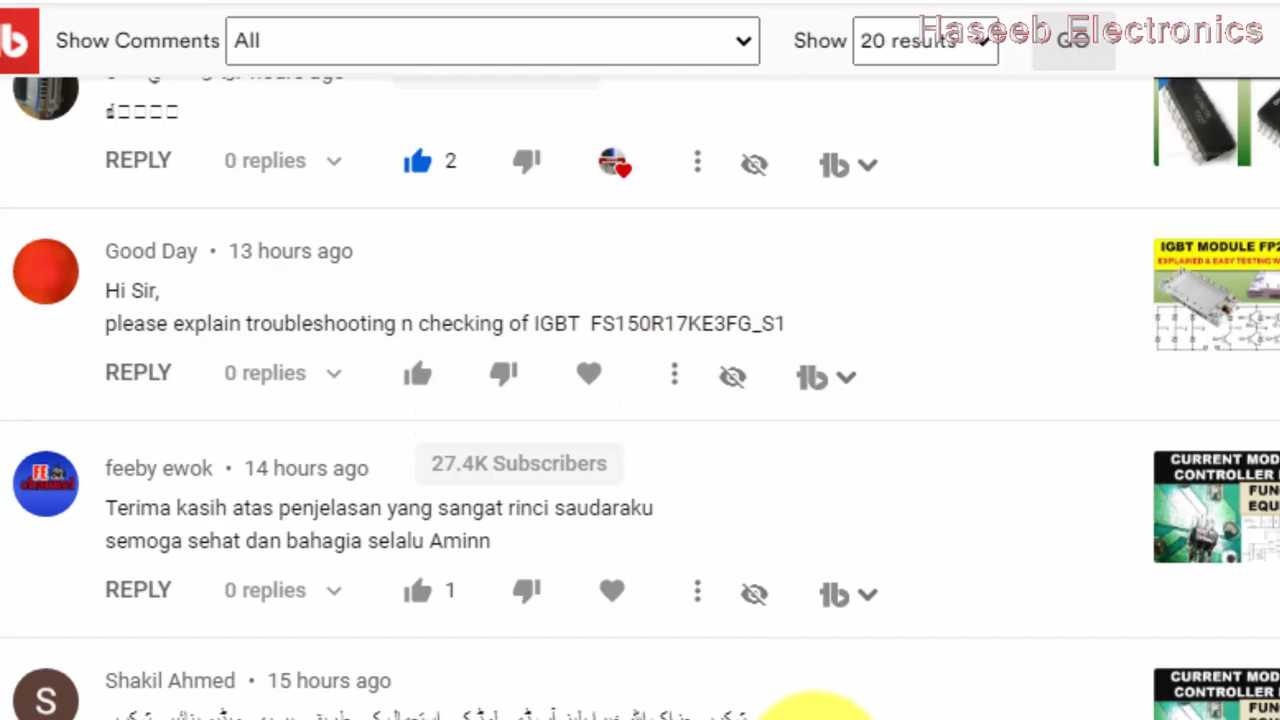 Show Comments All Show 20 results GO
Haseeb Electronics
hours ago
REPLY 0 replies 2
Good Day • 13 hours ago
Hi Sir,
please explain troubleshooting n checking of IGBT FS150R17KE3FG_S1
REPLY 0 replies
IGBT MODULE FP2
EXPLAINED & EASY TESTING W
feeby ewok • 14 hours ago 27.4K Subscribers
Terima kasih atas penjelasan yang sangat rinci saudaraku
semoga sehat dan bahagia selalu Aminn
REPLY 0 replies 1
CURRENT MOD
CONTROLLER
FUN
EQU
Shakil Ahmed • 15 hours ago
S
CURRENT MOD
CONTROLLER
FUN